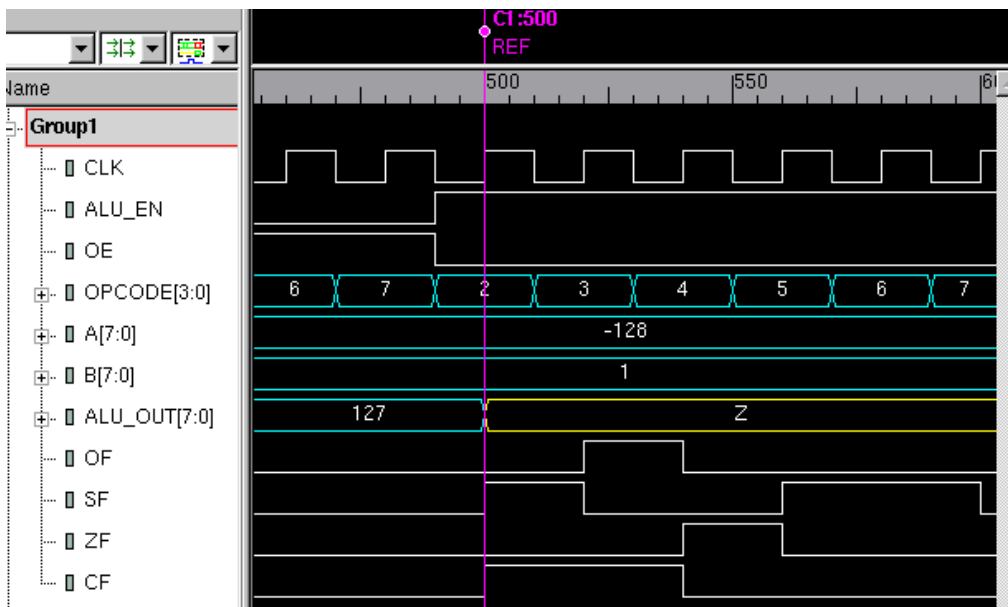 C1:500
REF
Name
500
550
Group1
CLK
ALU_EN
OE
OPCODE[3:0]
6 7 2 3 4 5 6 7
A[7:0]
-128
B[7:0]
1
ALU_OUT[7:0]
127 Z
OF
SF
ZF
CF